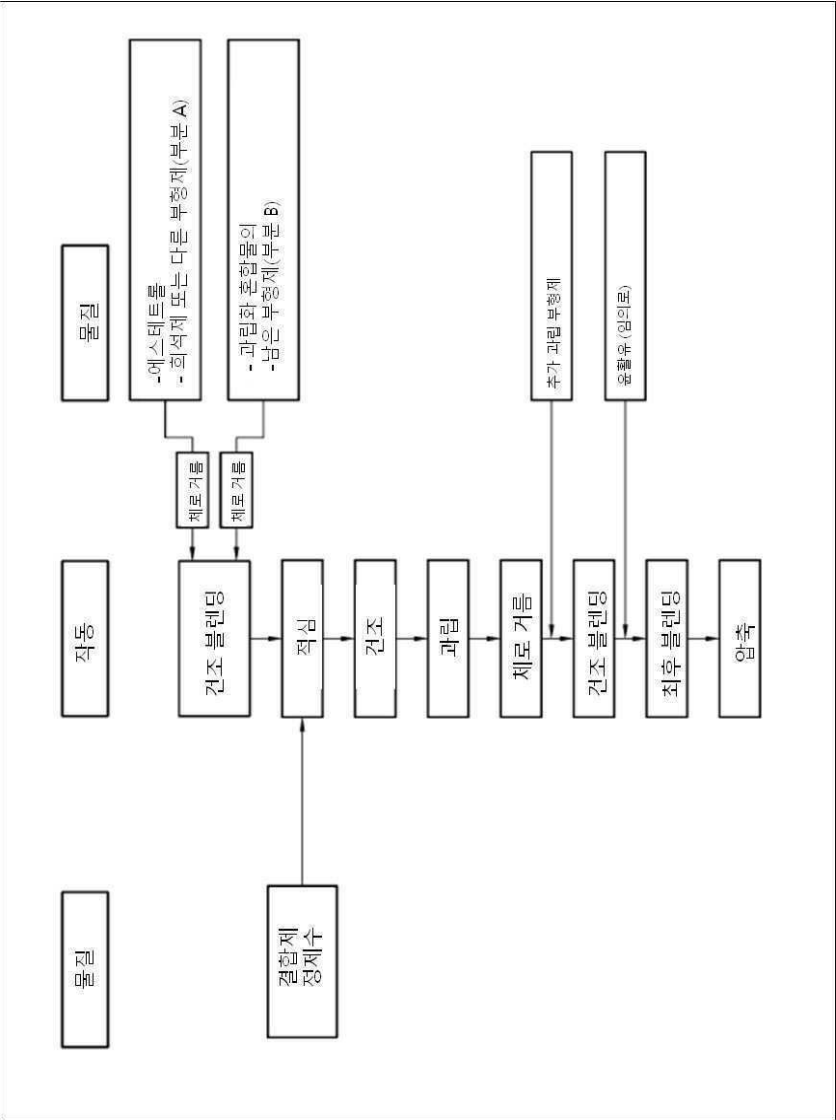 물질
작동
물질
- 에스테트롤
- 희석제 또는 다른 부형제(부분 A)
- 과립화 혼합물의
- 남은 부형제(부분 B)
체로 거름
체로 거름
건조 블렌딩
결합제
정제수
적심
건조
과립
체로 거름
추가 과립 부형제
건조 블렌딩
윤활유 (임의로)
최후 블렌딩
압축